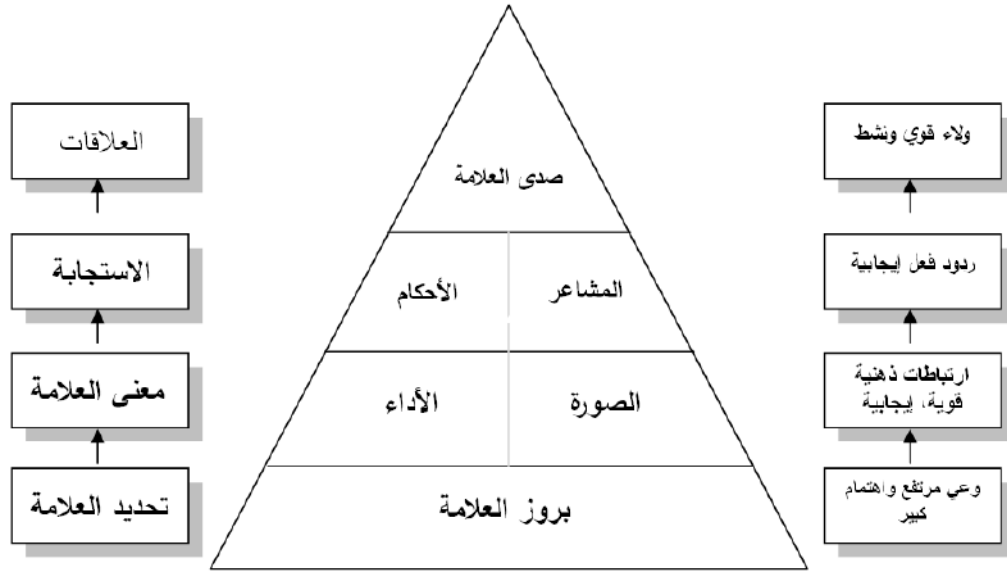 ولاء قوي ونشط
صدى العلامة
العلاقات
ردود فعل إيجابية
المشاعر
الأحكام
الاستجابة
ارتباطات ذهنية
قوية، إيجابية
الصورة
الأداء
معنى العلامة
وعي مرتفع واهتمام
كبير
بروز العلامة
تحديد العلامة